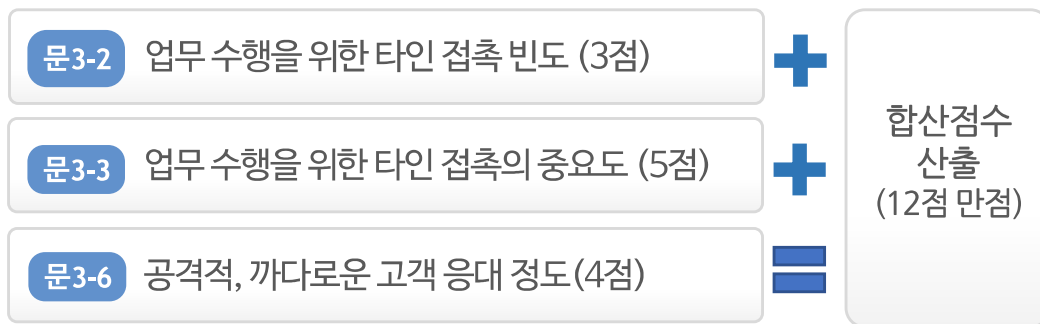 문3-2 업무 수행을 위한 타인 접촉 빈도 (3점)
문3-3 업무 수행을 위한 타인 접촉의 중요도 (5점)
문3-6 공격적, 까다로운 고객 응대 정도(4점)
합산점수
산출
(12점 만점)